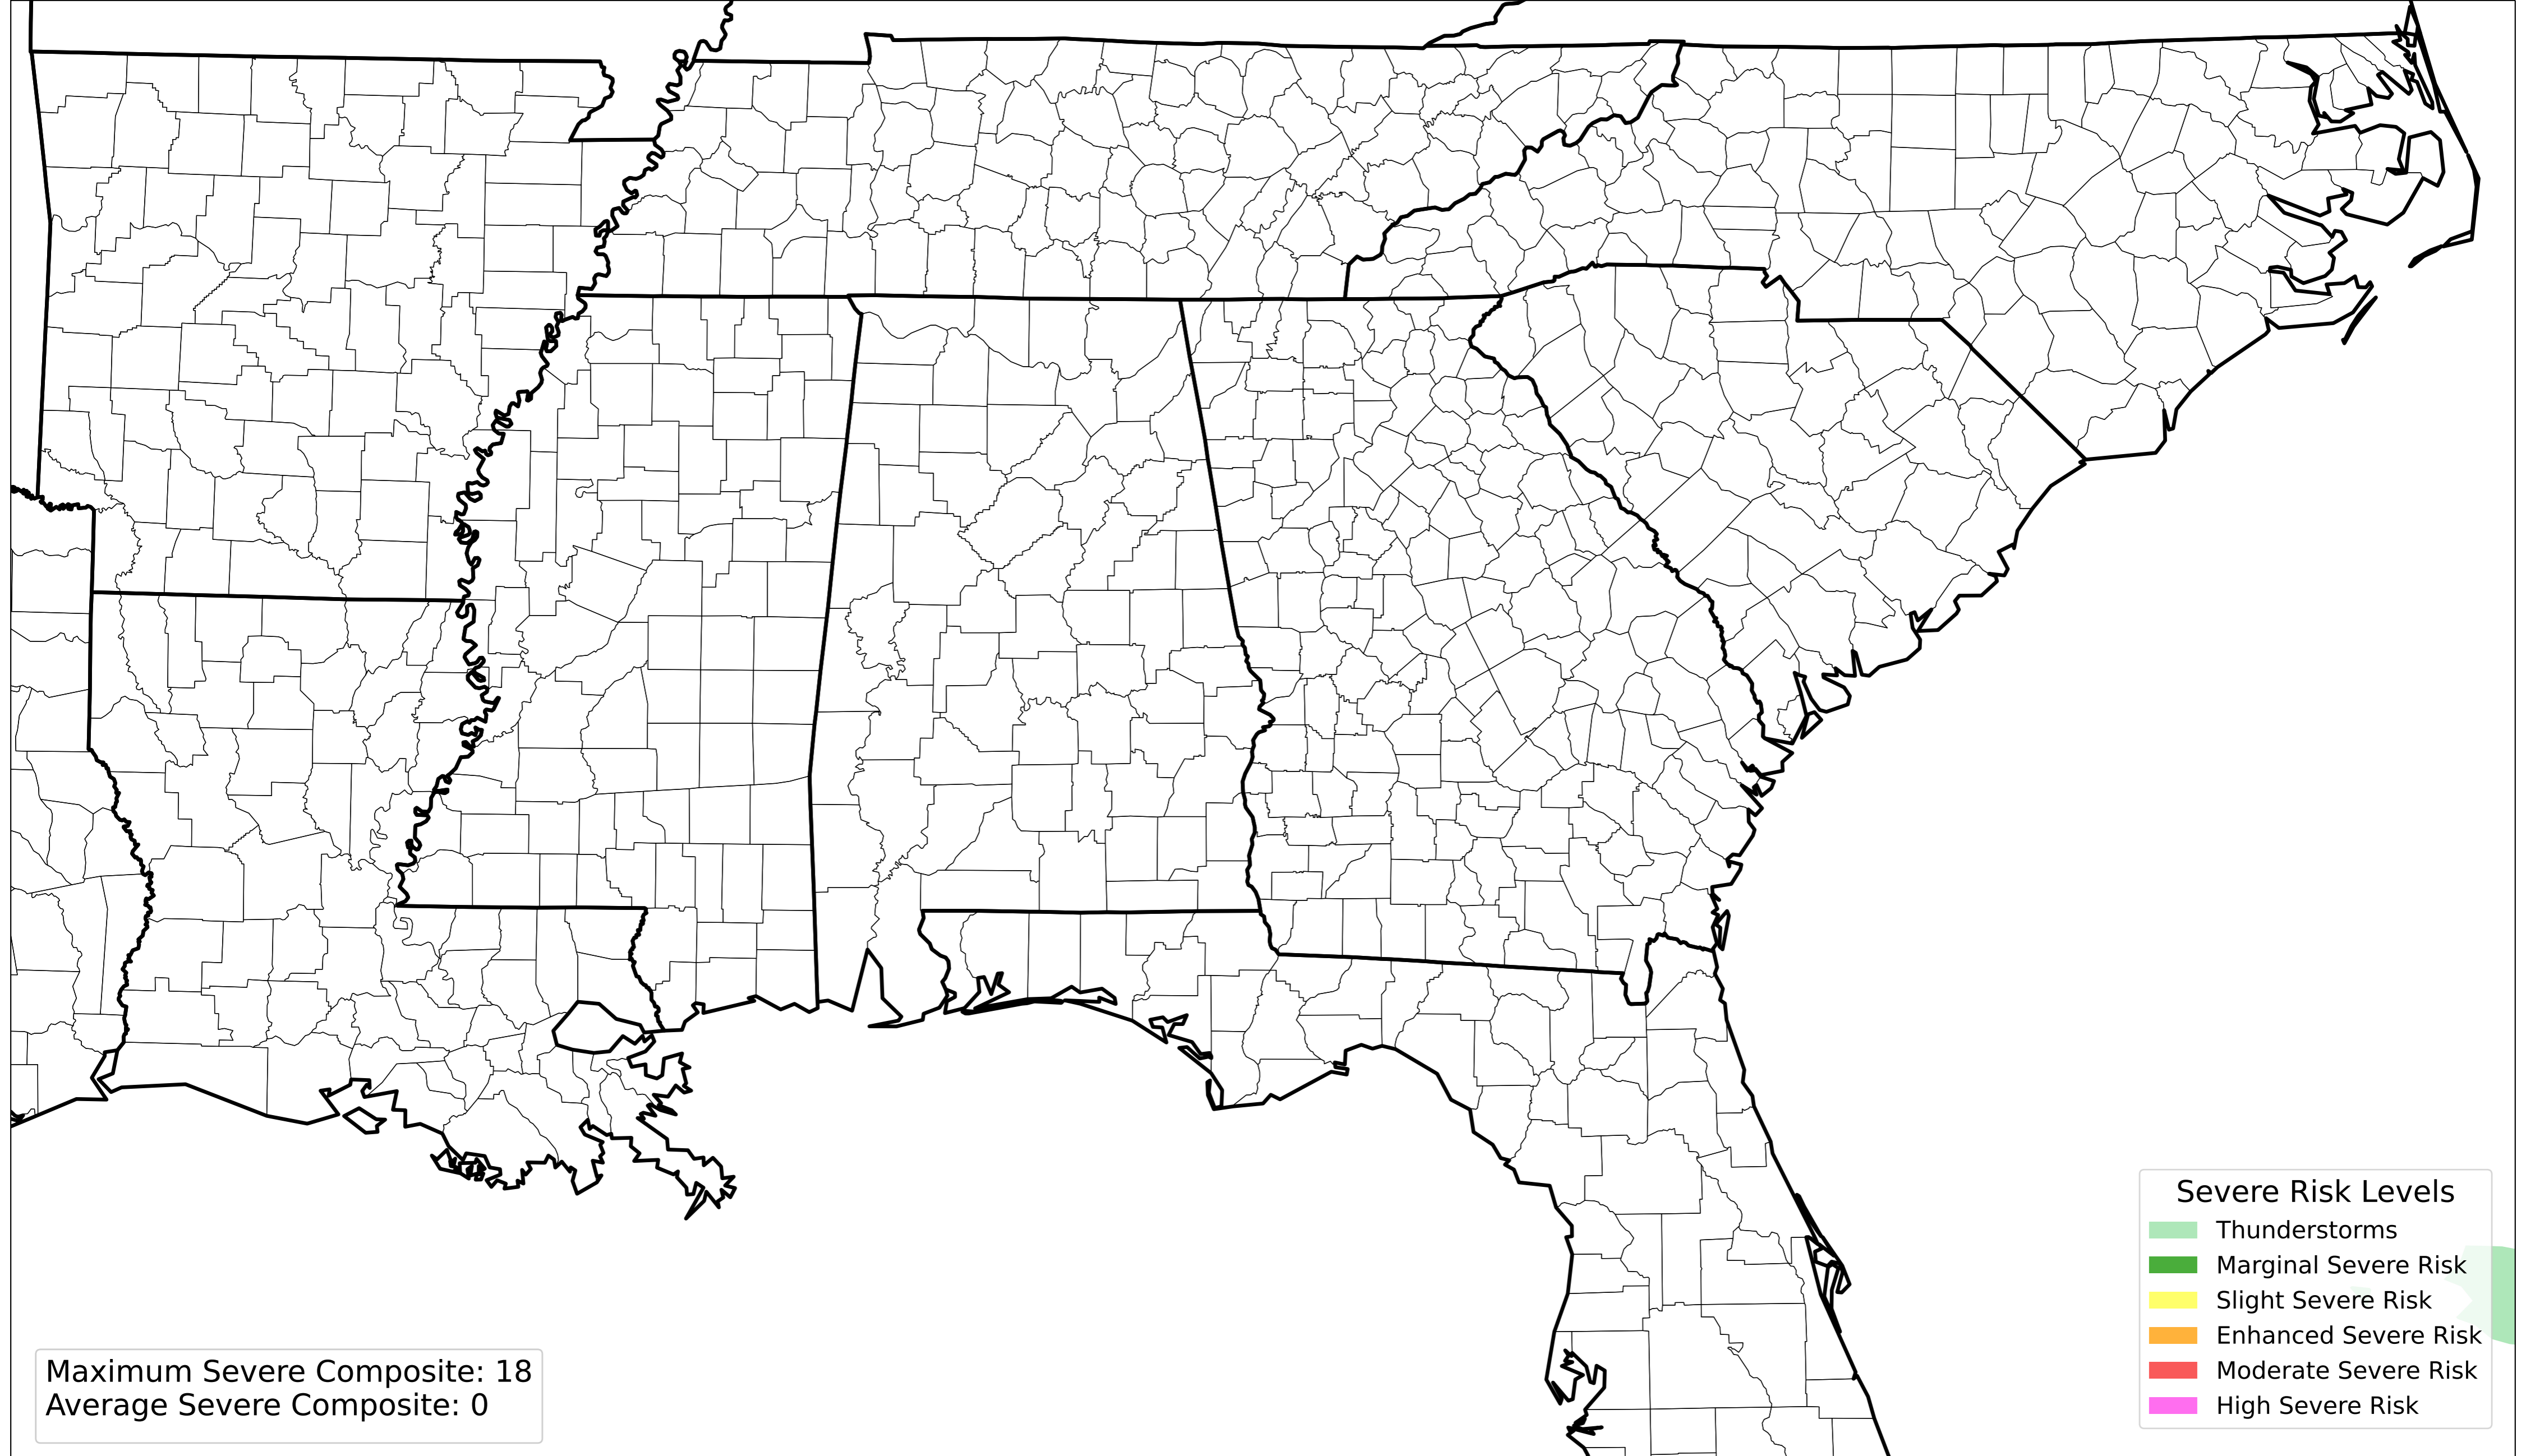 Severe Risk Levels
Thunderstorms
Marginal Severe Risk
Slight Severe Risk
Enhanced Severe Risk
Moderate Severe Risk
High Severe Risk
Maximum Severe Composite: 18
Average Severe Composite: 0